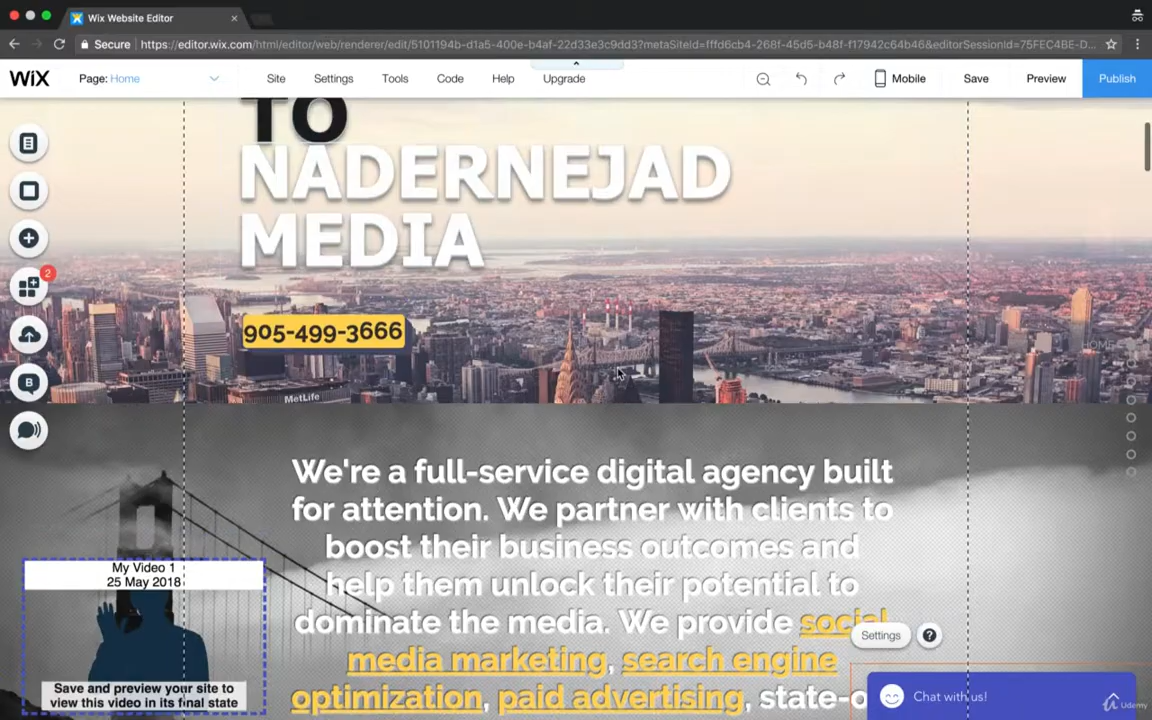 Wix Website Editor
Secure
https://editor.wix.com/html/editor/web/renderer/edit/5101194b-d1a5-400e-b4af-22d33e3c9dd3?metaSiteId=fffd6cb4-268f-45d5-b48f-f17942c64b46&editorSessionId=75FEC4BE-D...
WiX
Page: Home
Site
Settings
Tools
Code
Help
Upgrade
Mobile
Save
Preview
Publish
TO
NADERNEJAD
MEDIA
2
905-499-3666
HOME
MetLife
B
We're a full-service digital agency built
for attention. We partner with clients to
boost their business outcomes and
help them unlock their potential to
dominate the media. We provide social
media marketing, search engine
optimization, paid advertising, state-o
My Video 1
25 May 2018
Save and preview your site to
view this video in its final state
Settings
?
Chat with us!
Udemy